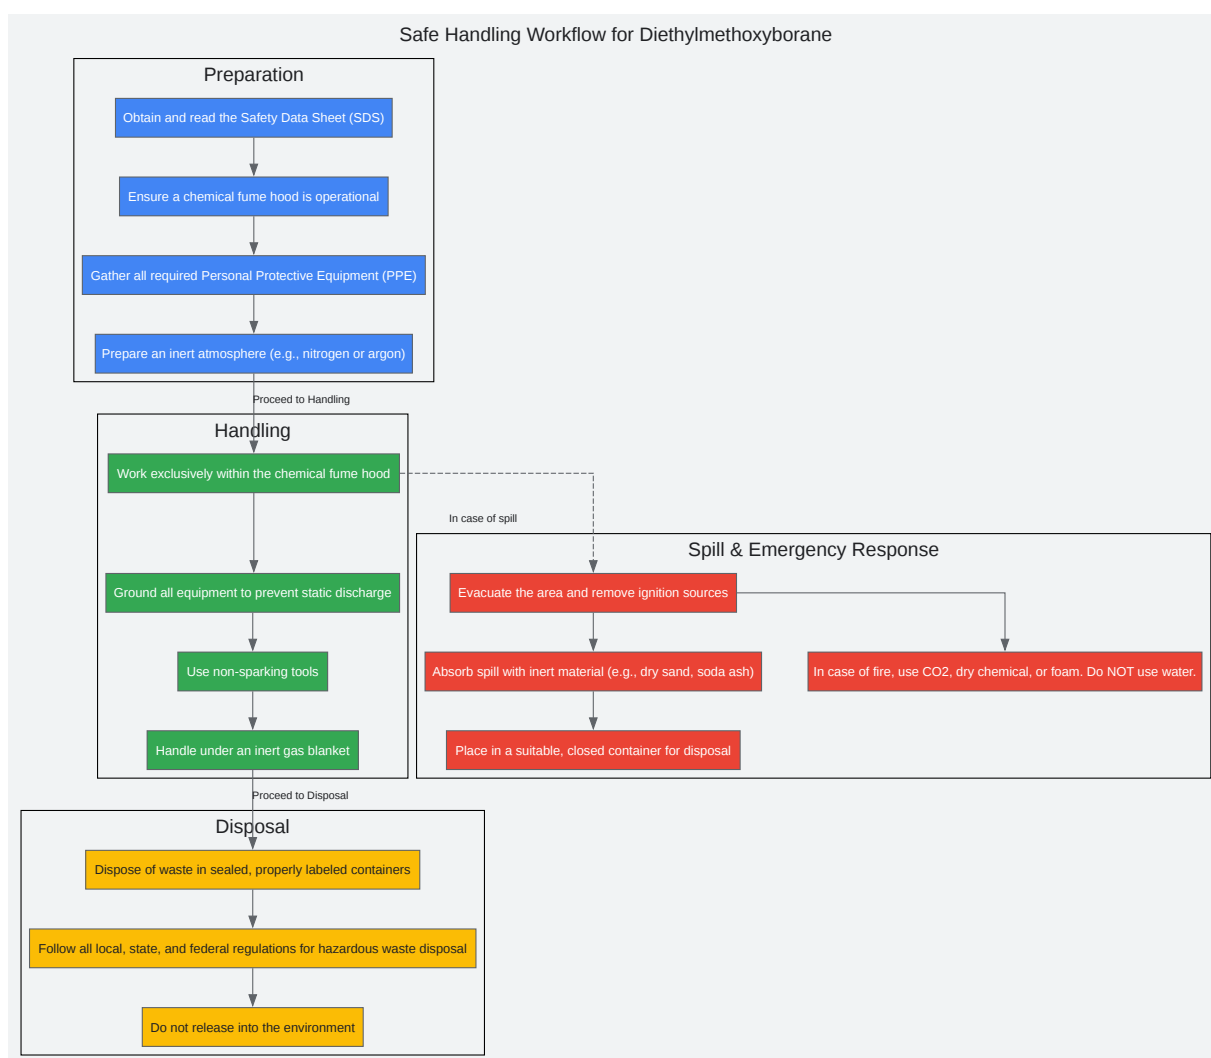 Safe Handling Workflow for Diethylmethoxyborane
Preparation
Obtain and read the Safety Data Sheet (SDS)
Ensure a chemical fume hood is operational
Gather all required Personal Protective Equipment (PPE)
Prepare an inert atmosphere (e.g., nitrogen or argon)
Proceed to Handling
Handling
Work exclusively within the chemical fume hood
In case of spill
Spill & Emergency Response
Ground all equipment to prevent static discharge
Evacuate the area and remove ignition sources
Use non-sparking tools
Absorb spill with inert material (e.g., dry sand, soda ash)
In case of fire, use CO2, dry chemical, or foam. Do NOT use water.
Handle under an inert gas blanket
Place in a suitable, closed container for disposal
Proceed to Disposal
Disposal
Dispose of waste in sealed, properly labeled containers
Follow all local, state, and federal regulations for hazardous waste disposal
Do not release into the environment